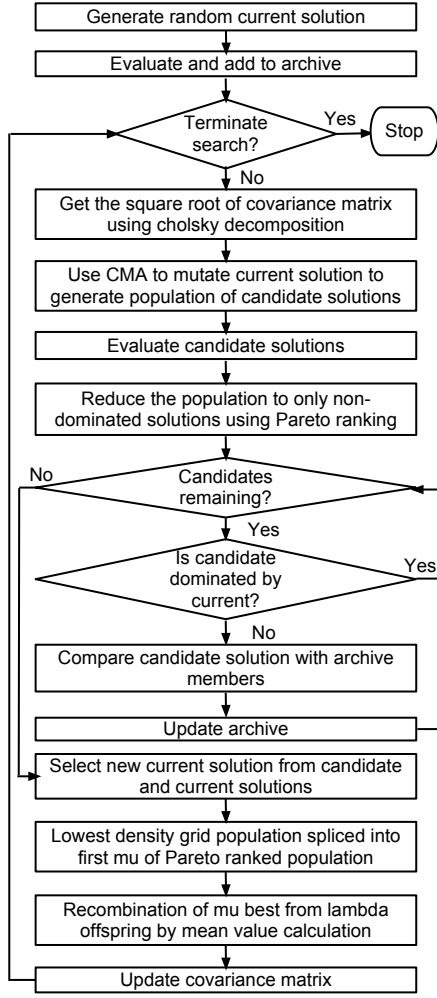 Generate random current solution
Evaluate and add to archive
Terminate
search?
Yes
Stop
No
Get the square root of covariance matrix
using cholsky decomposition
Use CMA to mutate current solution to
generate population of candidate solutions
Evaluate candidate solutions
Reduce the population to only non-
dominated solutions using Pareto ranking
No
Candidates
remaining?
Yes
Is candidate
dominated by
current?
Yes
No
Compare candidate solution with archive
members
Update archive
Select new current solution from candidate
and current solutions
Lowest density grid population spliced into
first mu of Pareto ranked population
Recombination of mu best from lambda
offspring by mean value calculation
Update covariance matrix